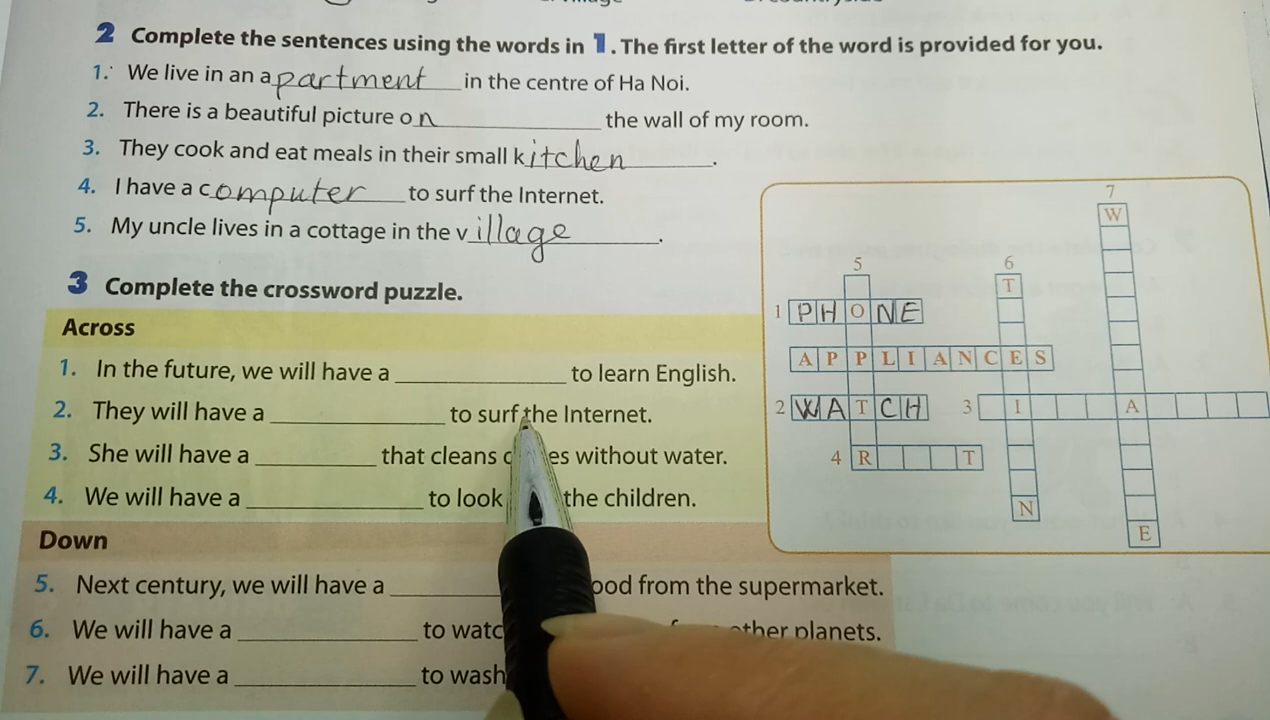 2 Complete the sentences using the words in 1. The first letter of the word is provided for you.
1. We live in an apartment in the centre of Ha Noi.
2. There is a beautiful picture on the wall of my room.
3. They cook and eat meals in their small kitchen.
4. I have a computer to surf the Internet.
5. My uncle lives in a cottage in the village.
3 Complete the crossword puzzle.
Across
1. In the future, we will have a ____________ to learn English.
2. They will have a ____________ to surf the Internet.
3. She will have a ____________ that cleans without water.
4. We will have a ____________ to look the children.
Down
5. Next century, we will have a ____________ from the supermarket.
6. We will have a ____________ to other planets.
7. We will have a ____________ to wash
7
W
5 6
T
1 PHONE
APPLIANCES
2 WATCH 3 I A
4 R T
N
E